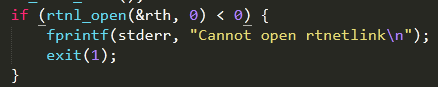 if (rtnl_open(&rth, 0) < 0) {
    fprintf(stderr, "Cannot open rtnetlink\n");
    exit(1);
}